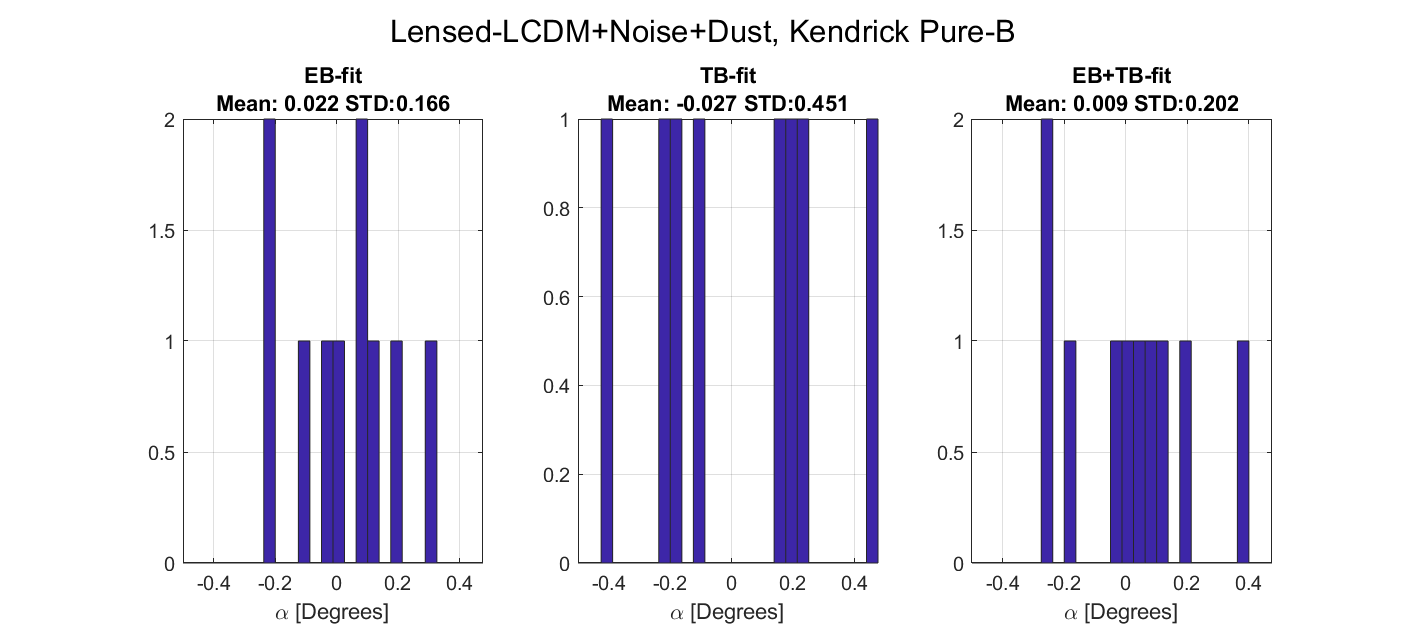 Lensed-LCDM+Noise+Dust, Kendrick Pure-B
EB-fit
Mean: 0.022 STD:0.166
2
1.5
1
0.5
0
-0.4 -0.2 0 0.2 0.4
α [Degrees]
TB-fit
Mean: -0.027 STD:0.451
1
0.8
0.6
0.4
0.2
0
-0.4 -0.2 0 0.2 0.4
α [Degrees]
EB+TB-fit
Mean: 0.009 STD:0.202
2
1.5
1
0.5
0
-0.4 -0.2 0 0.2 0.4
α [Degrees]